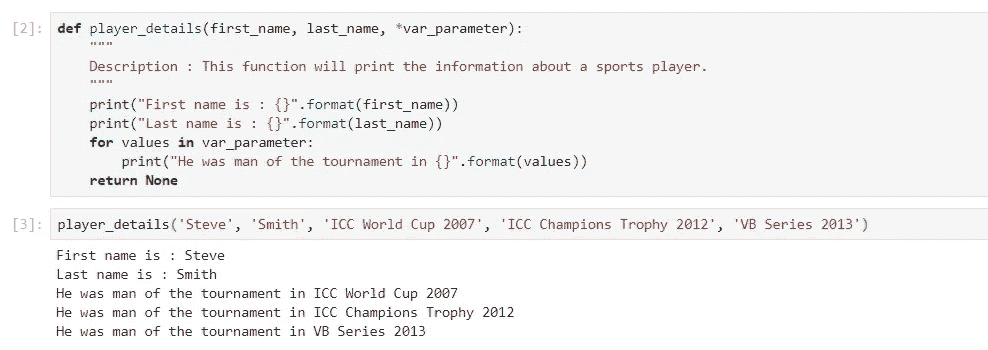 [2]: def player_details(first_name, last_name, *var_parameter):
"""
Description : This function will print the information about a sports player.
"""
print("First name is : {}".format(first_name))
print("Last name is : {}".format(last_name))
for values in var_parameter:
print("He was man of the tournament in {}".format(values))
return None
[3]: player_details('Steve', 'Smith', 'ICC World Cup 2007', 'ICC Champions Trophy 2012', 'VB Series 2013')
First name is : Steve
Last name is : Smith
He was man of the tournament in ICC World Cup 2007
He was man of the tournament in ICC Champions Trophy 2012
He was man of the tournament in VB Series 2013